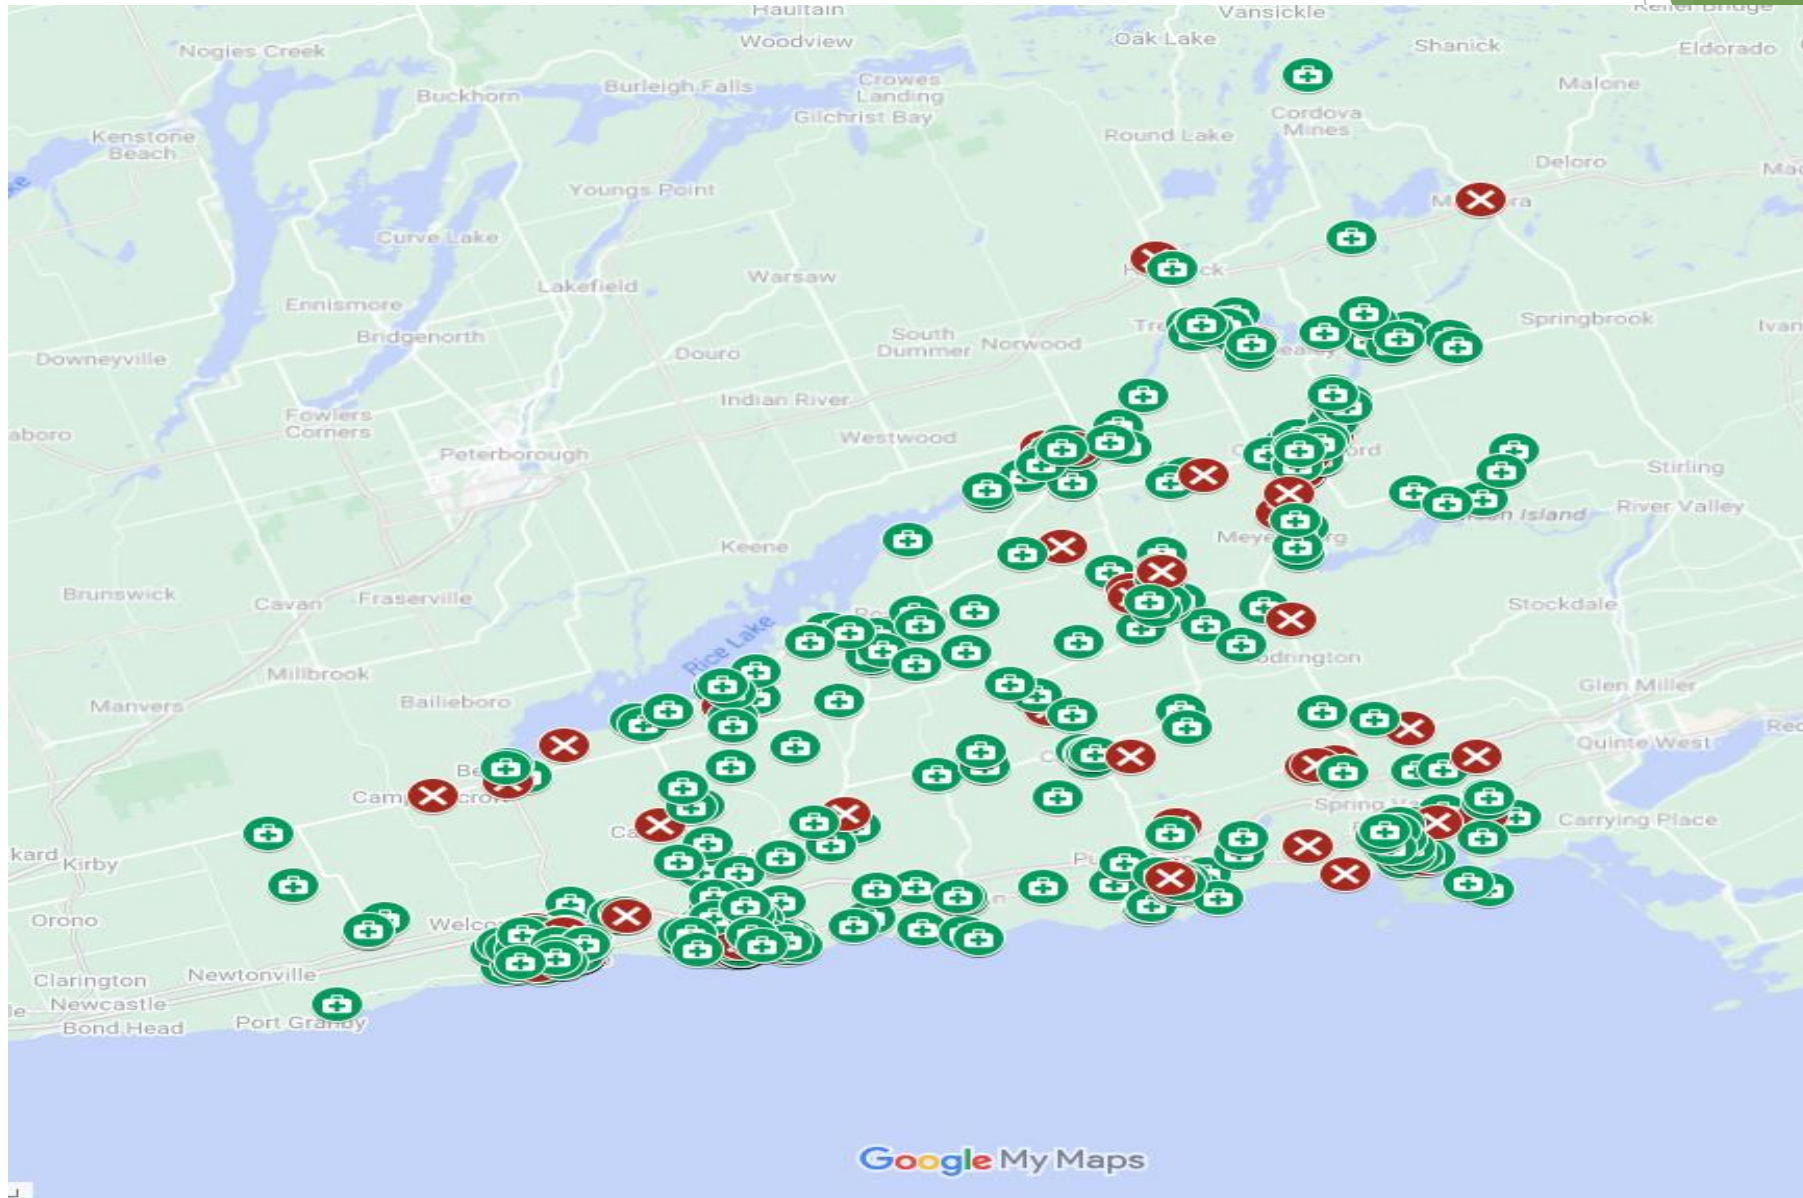 Haultain
Vansickle
Woodview
Oak Lake
Shanick
Eldorado
Nogies Creek
Crowes
Landing
Burleigh Falls
Buckhorn
Malone
Gilchrist Bay
Cordova
Mines
Kenstone
Beach
Round Lake
Deloro
Youngs Point
Curve Lake
Warsaw
Lakefield
Ennismore
Bridgenorth
South
Dummer
Norwood
Springbrook
Douro
Downeyville
Indian River
Fowlers
Corners
Westwood
Peterborough
Stirling
River Valley
Island
Keene
Brunswick
Cavan
Fraserville
Stockdale
Rice Lake
Millbrook
Glen Miller
Bailieboro
Manvers
Quinte West
Carrying Place
Kirby
Orono
Clarington
Newtonville
Newcastle
Bond Head
Port Granby
Google My Maps